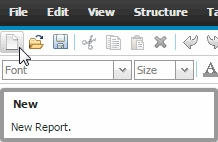 File Edit View Structure Ta
Font Size A
New
New Report.